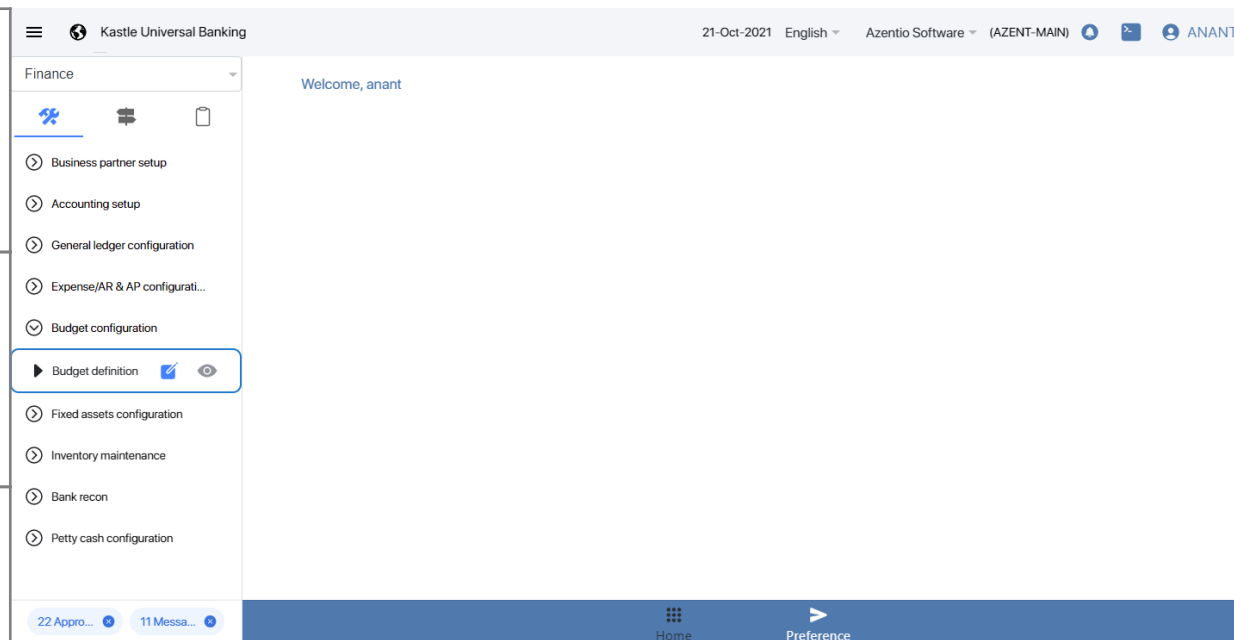 Kastle Universal Banking
21-Oct-2021 English Azentio Software (AZENT-MAIN) ANANT
Finance
Welcome, anant
Business partner setup
Accounting setup
General ledger configuration
Expense/AR & AP configurati...
Budget configuration
Budget definition
Fixed assets configuration
Inventory maintenance
Bank recon
Petty cash configuration
22 Appro... 11 Messa...
Home Preference